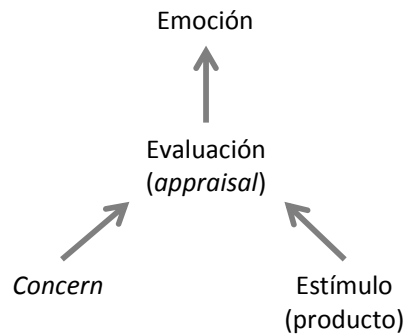 Emoción
Evaluación
(appraisal)
Concern
Estímulo
(producto)